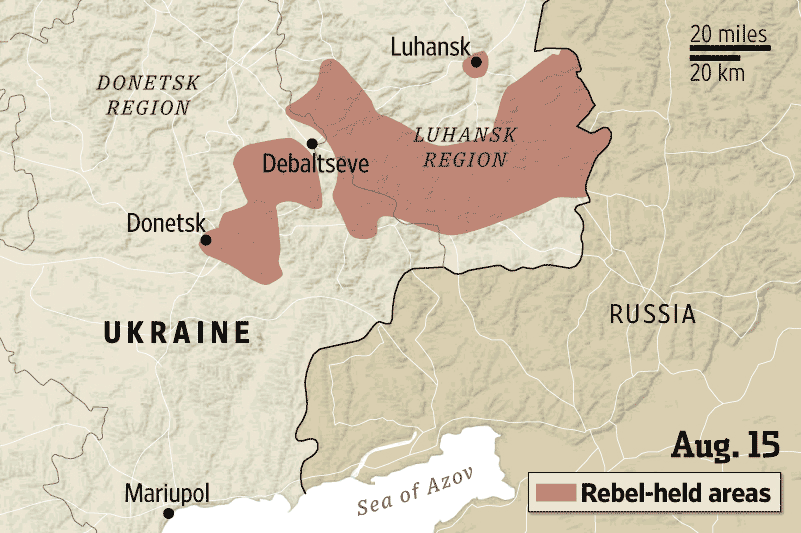 20 miles
20 km
Luhansk
DONETSK
REGION
LUHANSK
REGION
Debaltseve
Donetsk
UKRAINE
RUSSIA
Aug. 15
Rebel-held areas
Mariupol
Sea of Azov